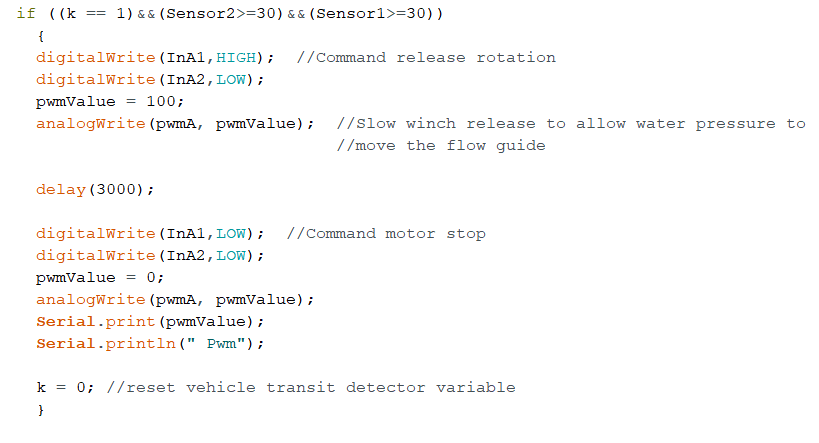 if ((k == 1)&&(Sensor2>=30)&&(Sensor1>=30))
{
digitalWrite(InA1,HIGH);  //Command release rotation
digitalWrite(InA2,LOW);
pwmValue = 100;
analogWrite(pwmA, pwmValue);  //Slow winch release to allow water pressure to
//move the flow guide
delay(3000);
digitalWrite(InA1,LOW);  //Command motor stop
digitalWrite(InA2,LOW);
pwmValue = 0;
analogWrite(pwmA, pwmValue);
Serial.print(pwmValue);
Serial.println(" Pwm");
k = 0; //reset vehicle transit detector variable
}